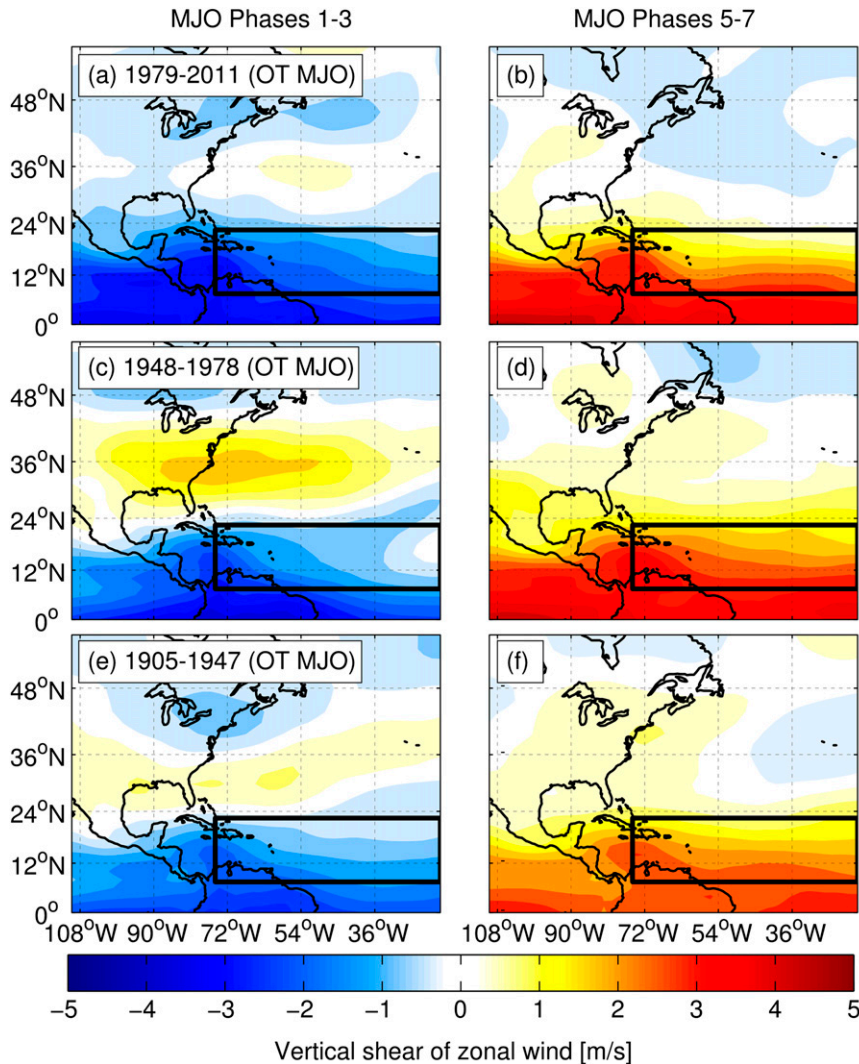 MJO Phases 1-3 MJO Phases 5-7
(a) 1979-2011 (OT MJO) (b)
48°N
36°N
24°N
12°N
0°
(c) 1948-1978 (OT MJO) (d)
48°N
36°N
24°N
12°N
0°
(e) 1905-1947 (OT MJO) (f)
48°N
36°N
24°N
12°N
0°
108°W 90°W 72°W 54°W 36°W 108°W 90°W 72°W 54°W 36°W
−5 −4 −3 −2 −1 0 1 2 3 4 5
Vertical shear of zonal wind [m/s]